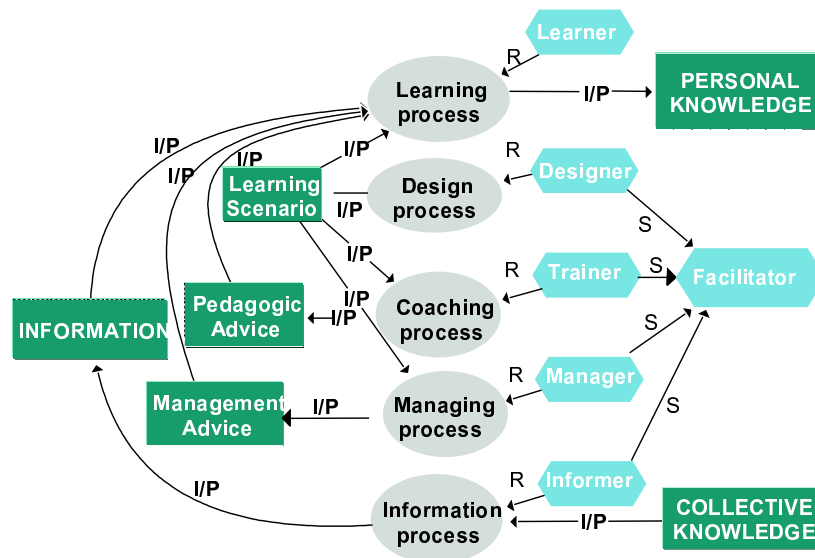 Learner
R
Learning
process
I/P
PERSONAL
KNOWLEDGE
I/P
I/P
I/P
I/P
R
Learning
Scenario
I/P
Design
process
Designer
S
I/P
R
Trainer
S
Facilitator
INFORMATION
Pedagogic
Advice
I/P
I/P
Coaching
process
S
R
Manager
Management
Advice
I/P
Managing
process
S
I/P
R
Informer
Information
process
I/P
COLLECTIVE
KNOWLEDGE